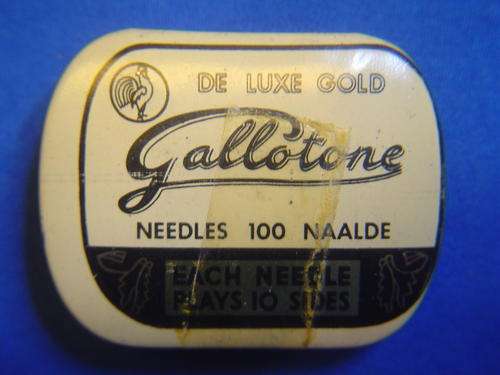 DE LUXE GOLD
Gallotone
NEEDLES 100 NAALDE
EACH NEEDLE
PLAYS 10 SIDES